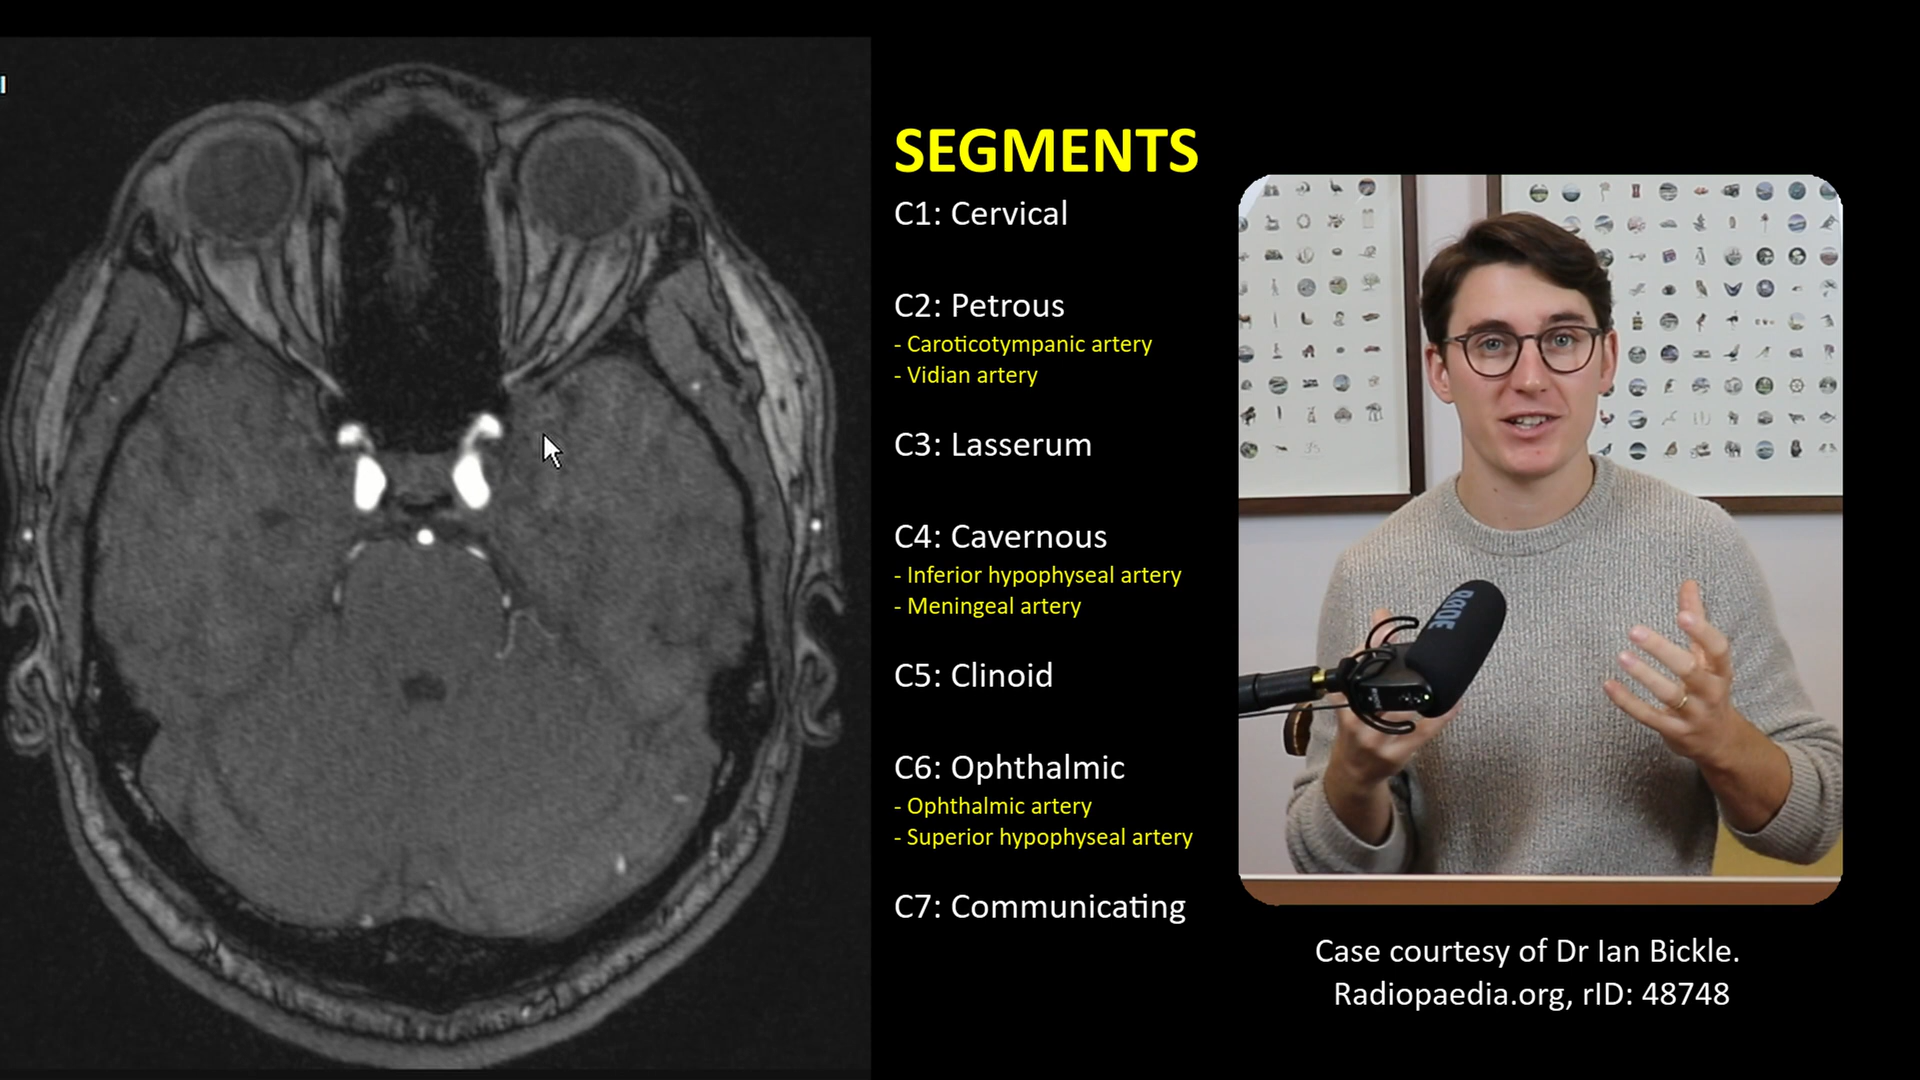 SEGMENTS
C1: Cervical
C2: Petrous
- Caroticotympanic artery
- Vidian artery
C3: Lasserum
C4: Cavernous
- Inferior hypophyseal artery
- Meningeal artery
C5: Clinoid
C6: Ophthalmic
- Ophthalmic artery
- Superior hypophyseal artery
C7: Communicating
RODE
Case courtesy of Dr Ian Bickle.
Radiopaedia.org, rID: 48748